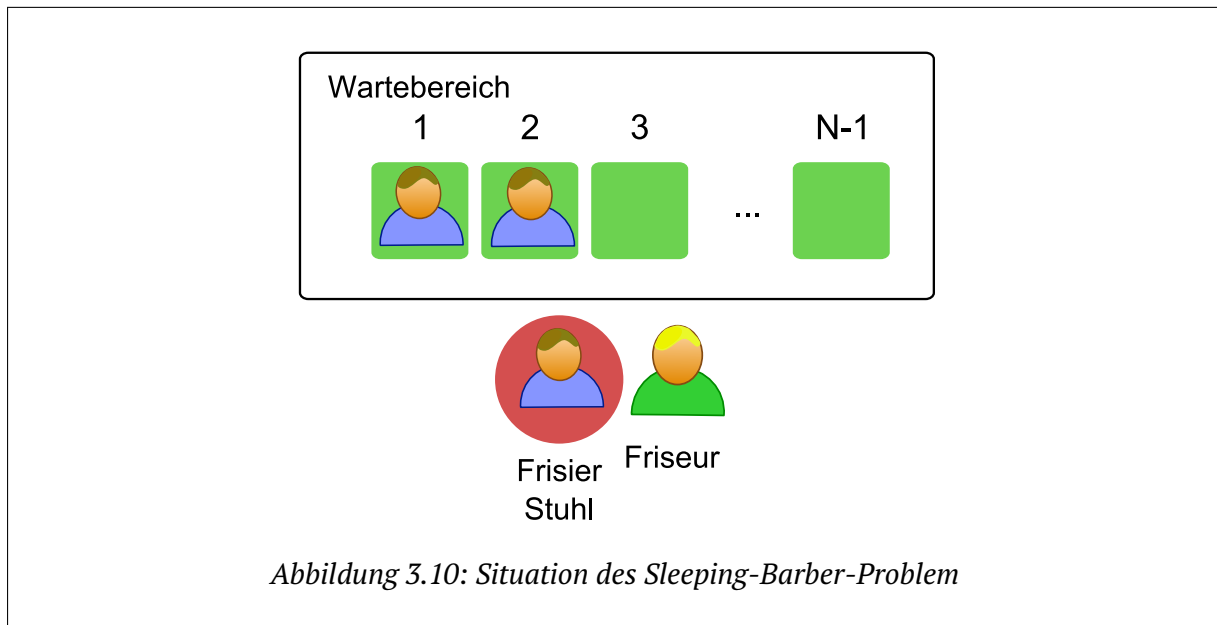 Wartebereich
1 2 3 N-1
...
Frisier Friseur
Stuhl
Abbildung 3.10: Situation des Sleeping-Barber-Problem